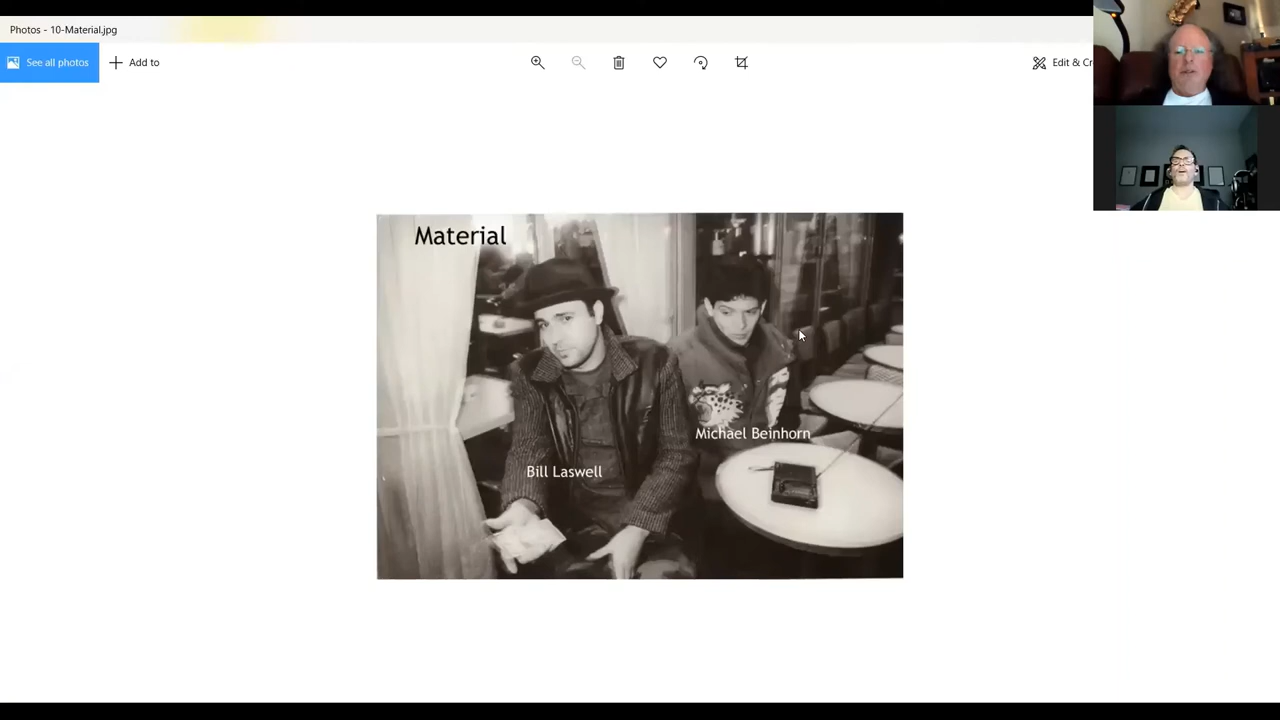 Photos - 10-Material.jpg
See all photos
Add to
Edit & Cr
Material
Michael Beinhorn
Bill Laswell